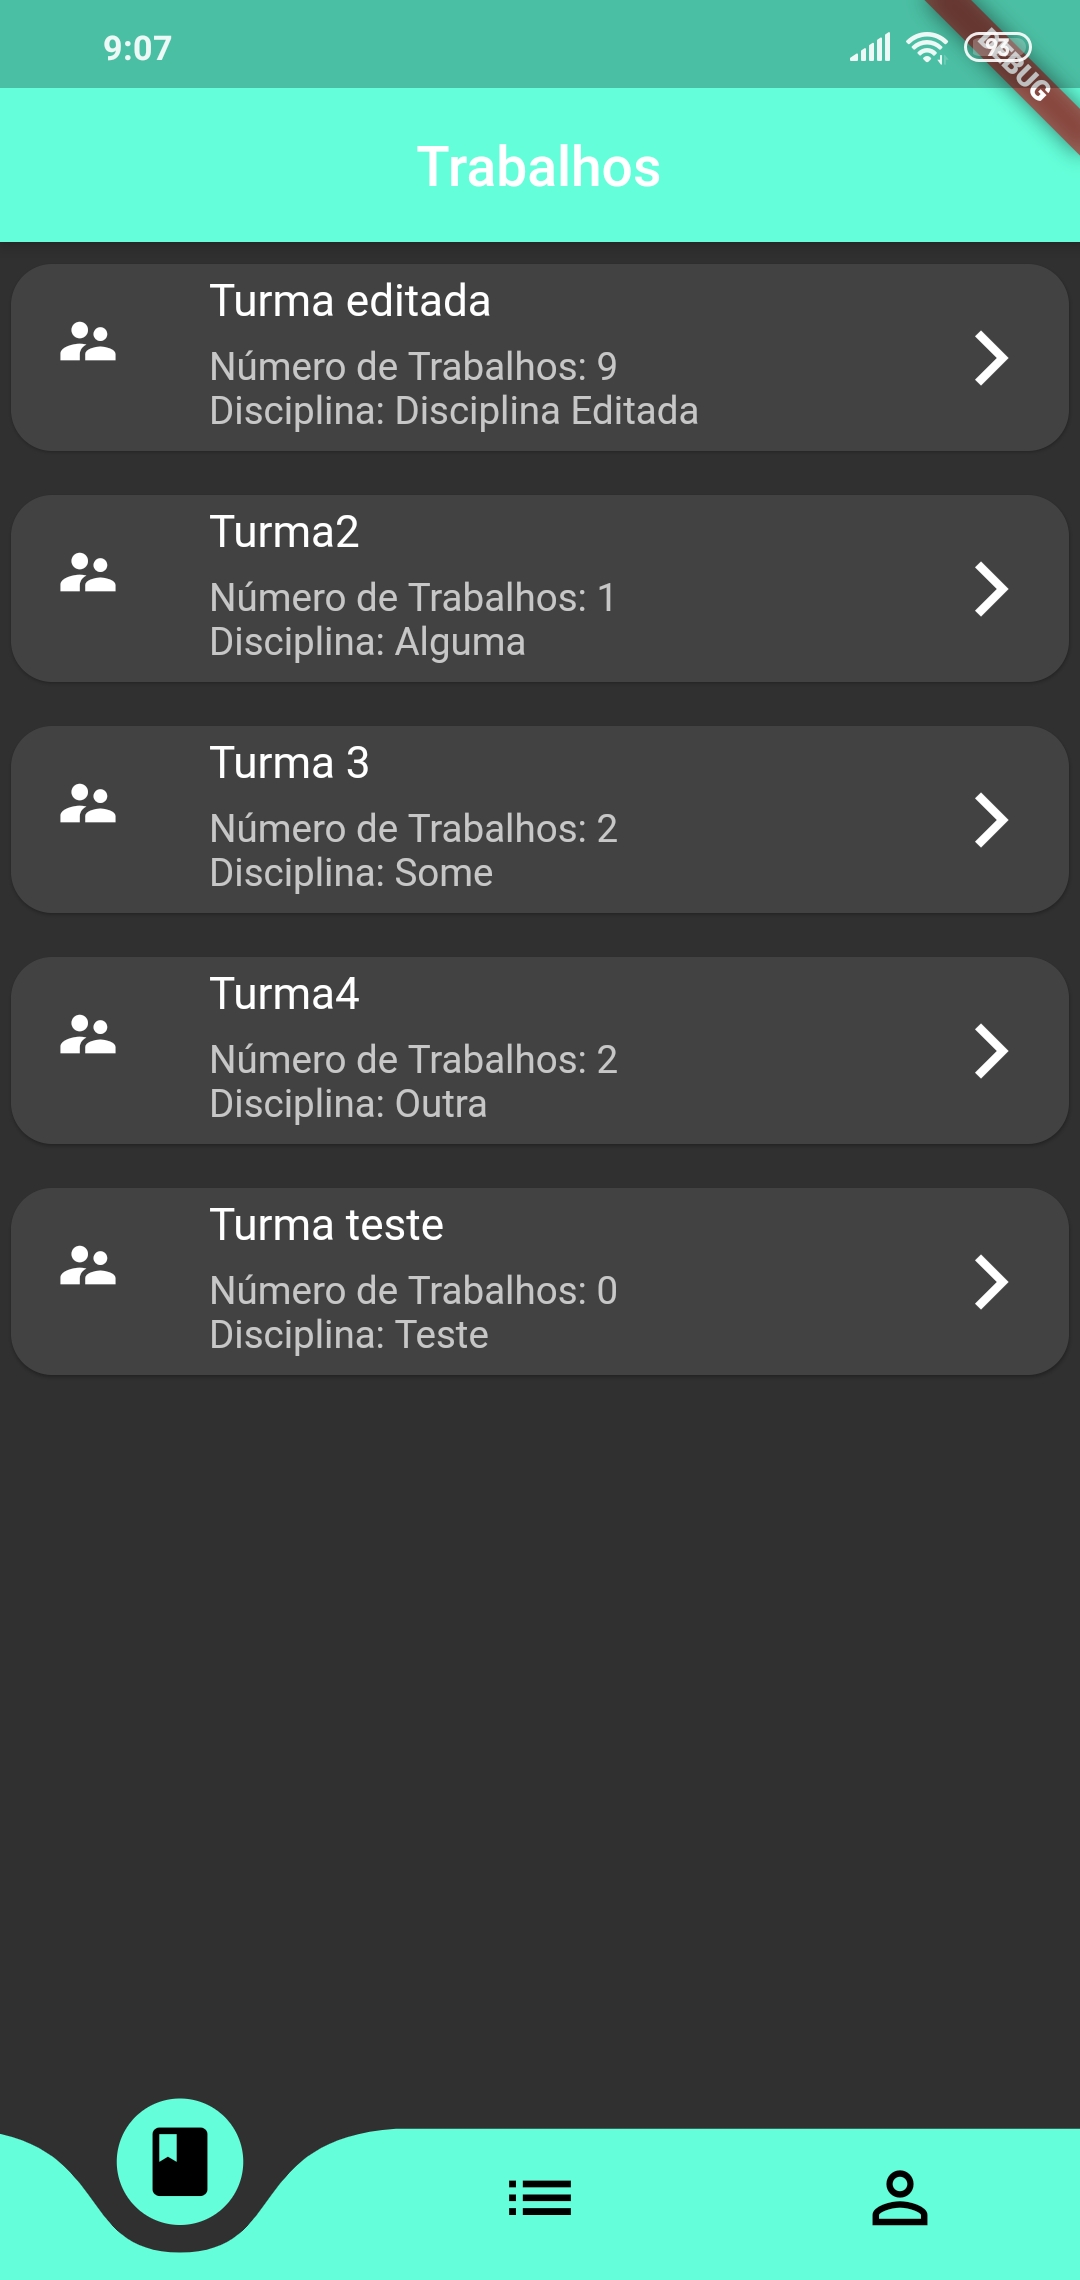 9:07
93
DEBUG
Trabalhos
Turma editada
Número de Trabalhos: 9
Disciplina: Disciplina Editada
Turma2
Número de Trabalhos: 1
Disciplina: Alguma
Turma 3
Número de Trabalhos: 2
Disciplina: Some
Turma4
Número de Trabalhos: 2
Disciplina: Outra
Turma teste
Número de Trabalhos: 0
Disciplina: Teste